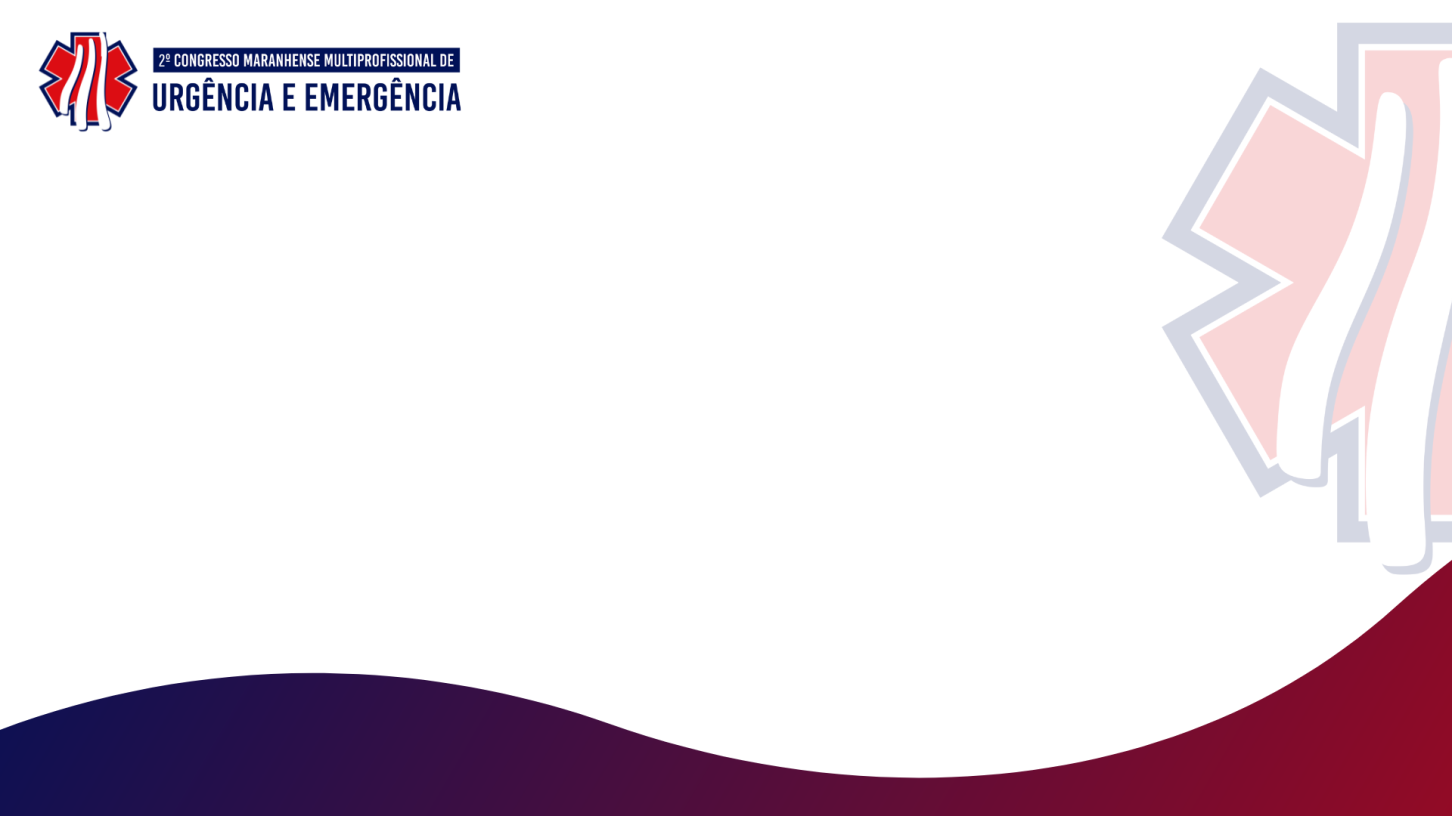 2º CONGRESSO MARANHENSE MULTIPROFISSIONAL DE
URGÊNCIA E EMERGÊNCIA